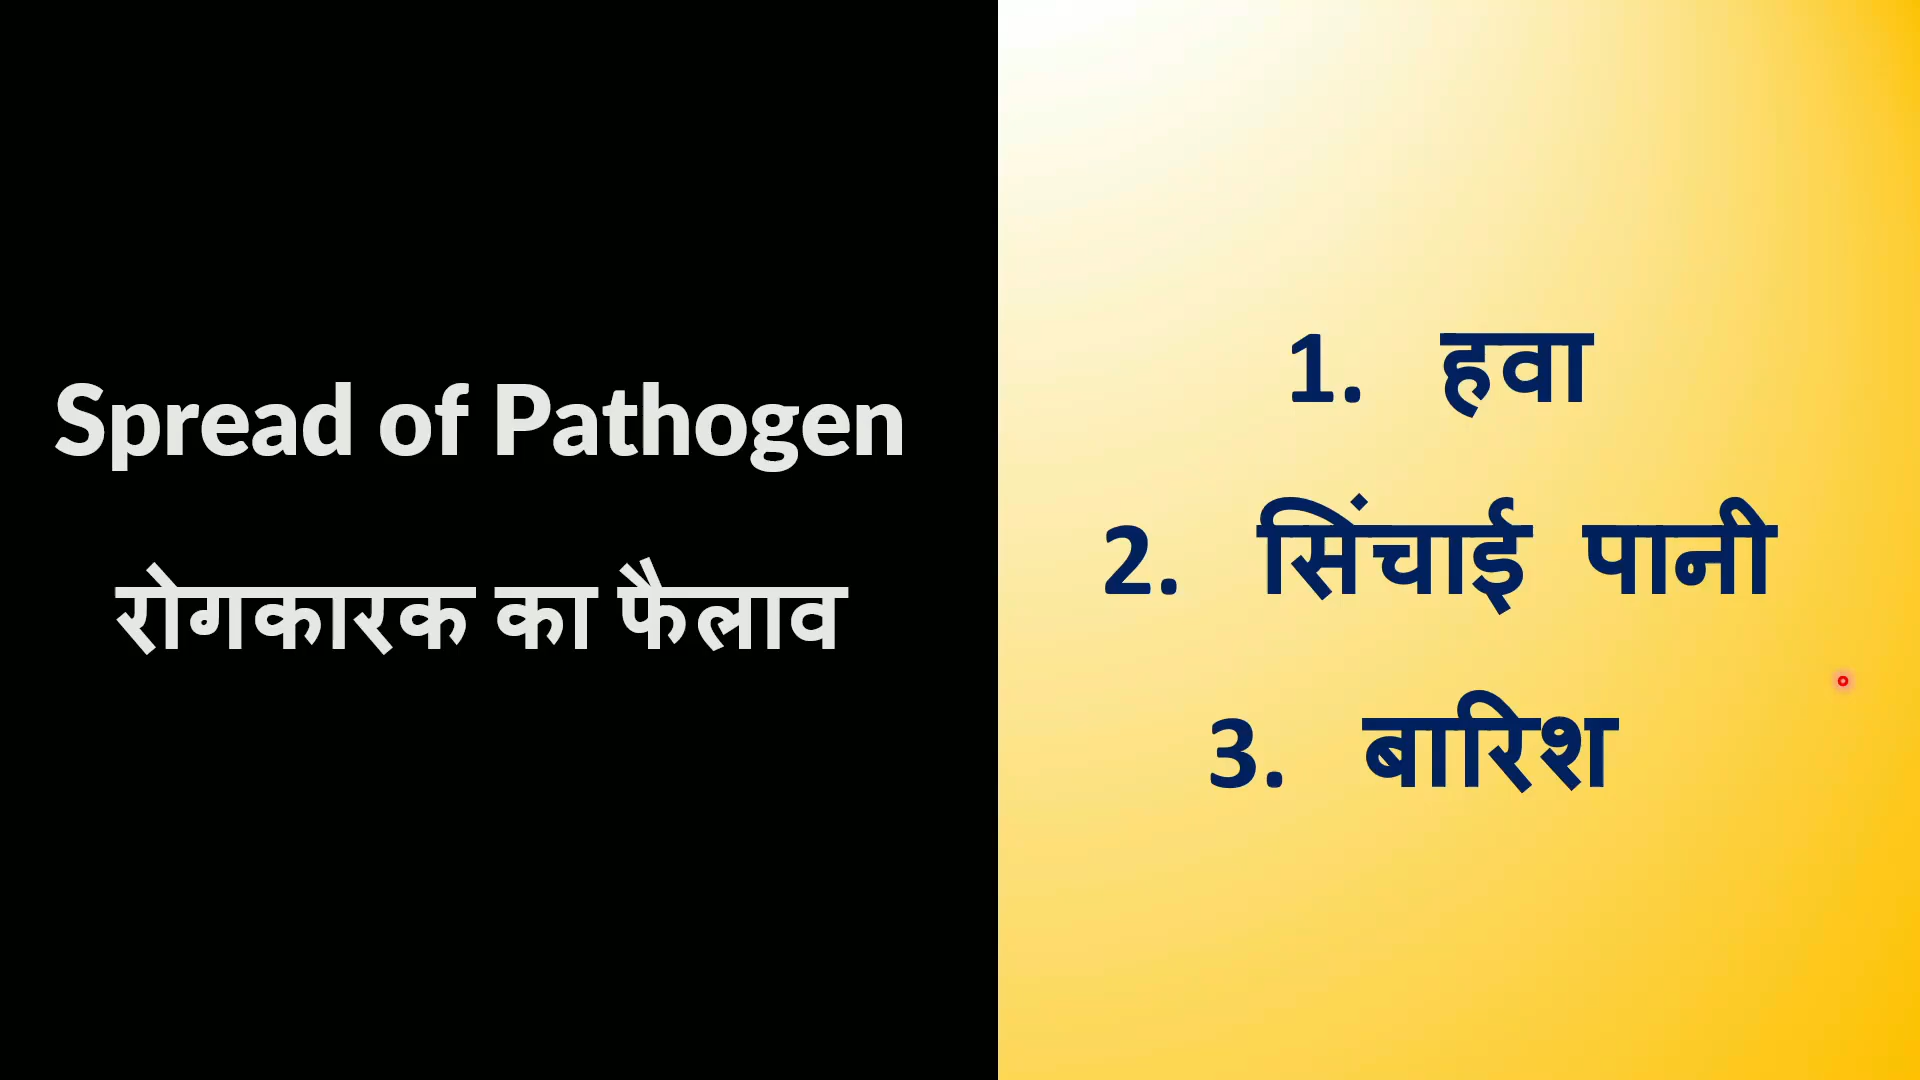 Spread of Pathogen
रोगकारक का फैलाव
1. हवा
2. सिंचाई पानी
3. बारिश